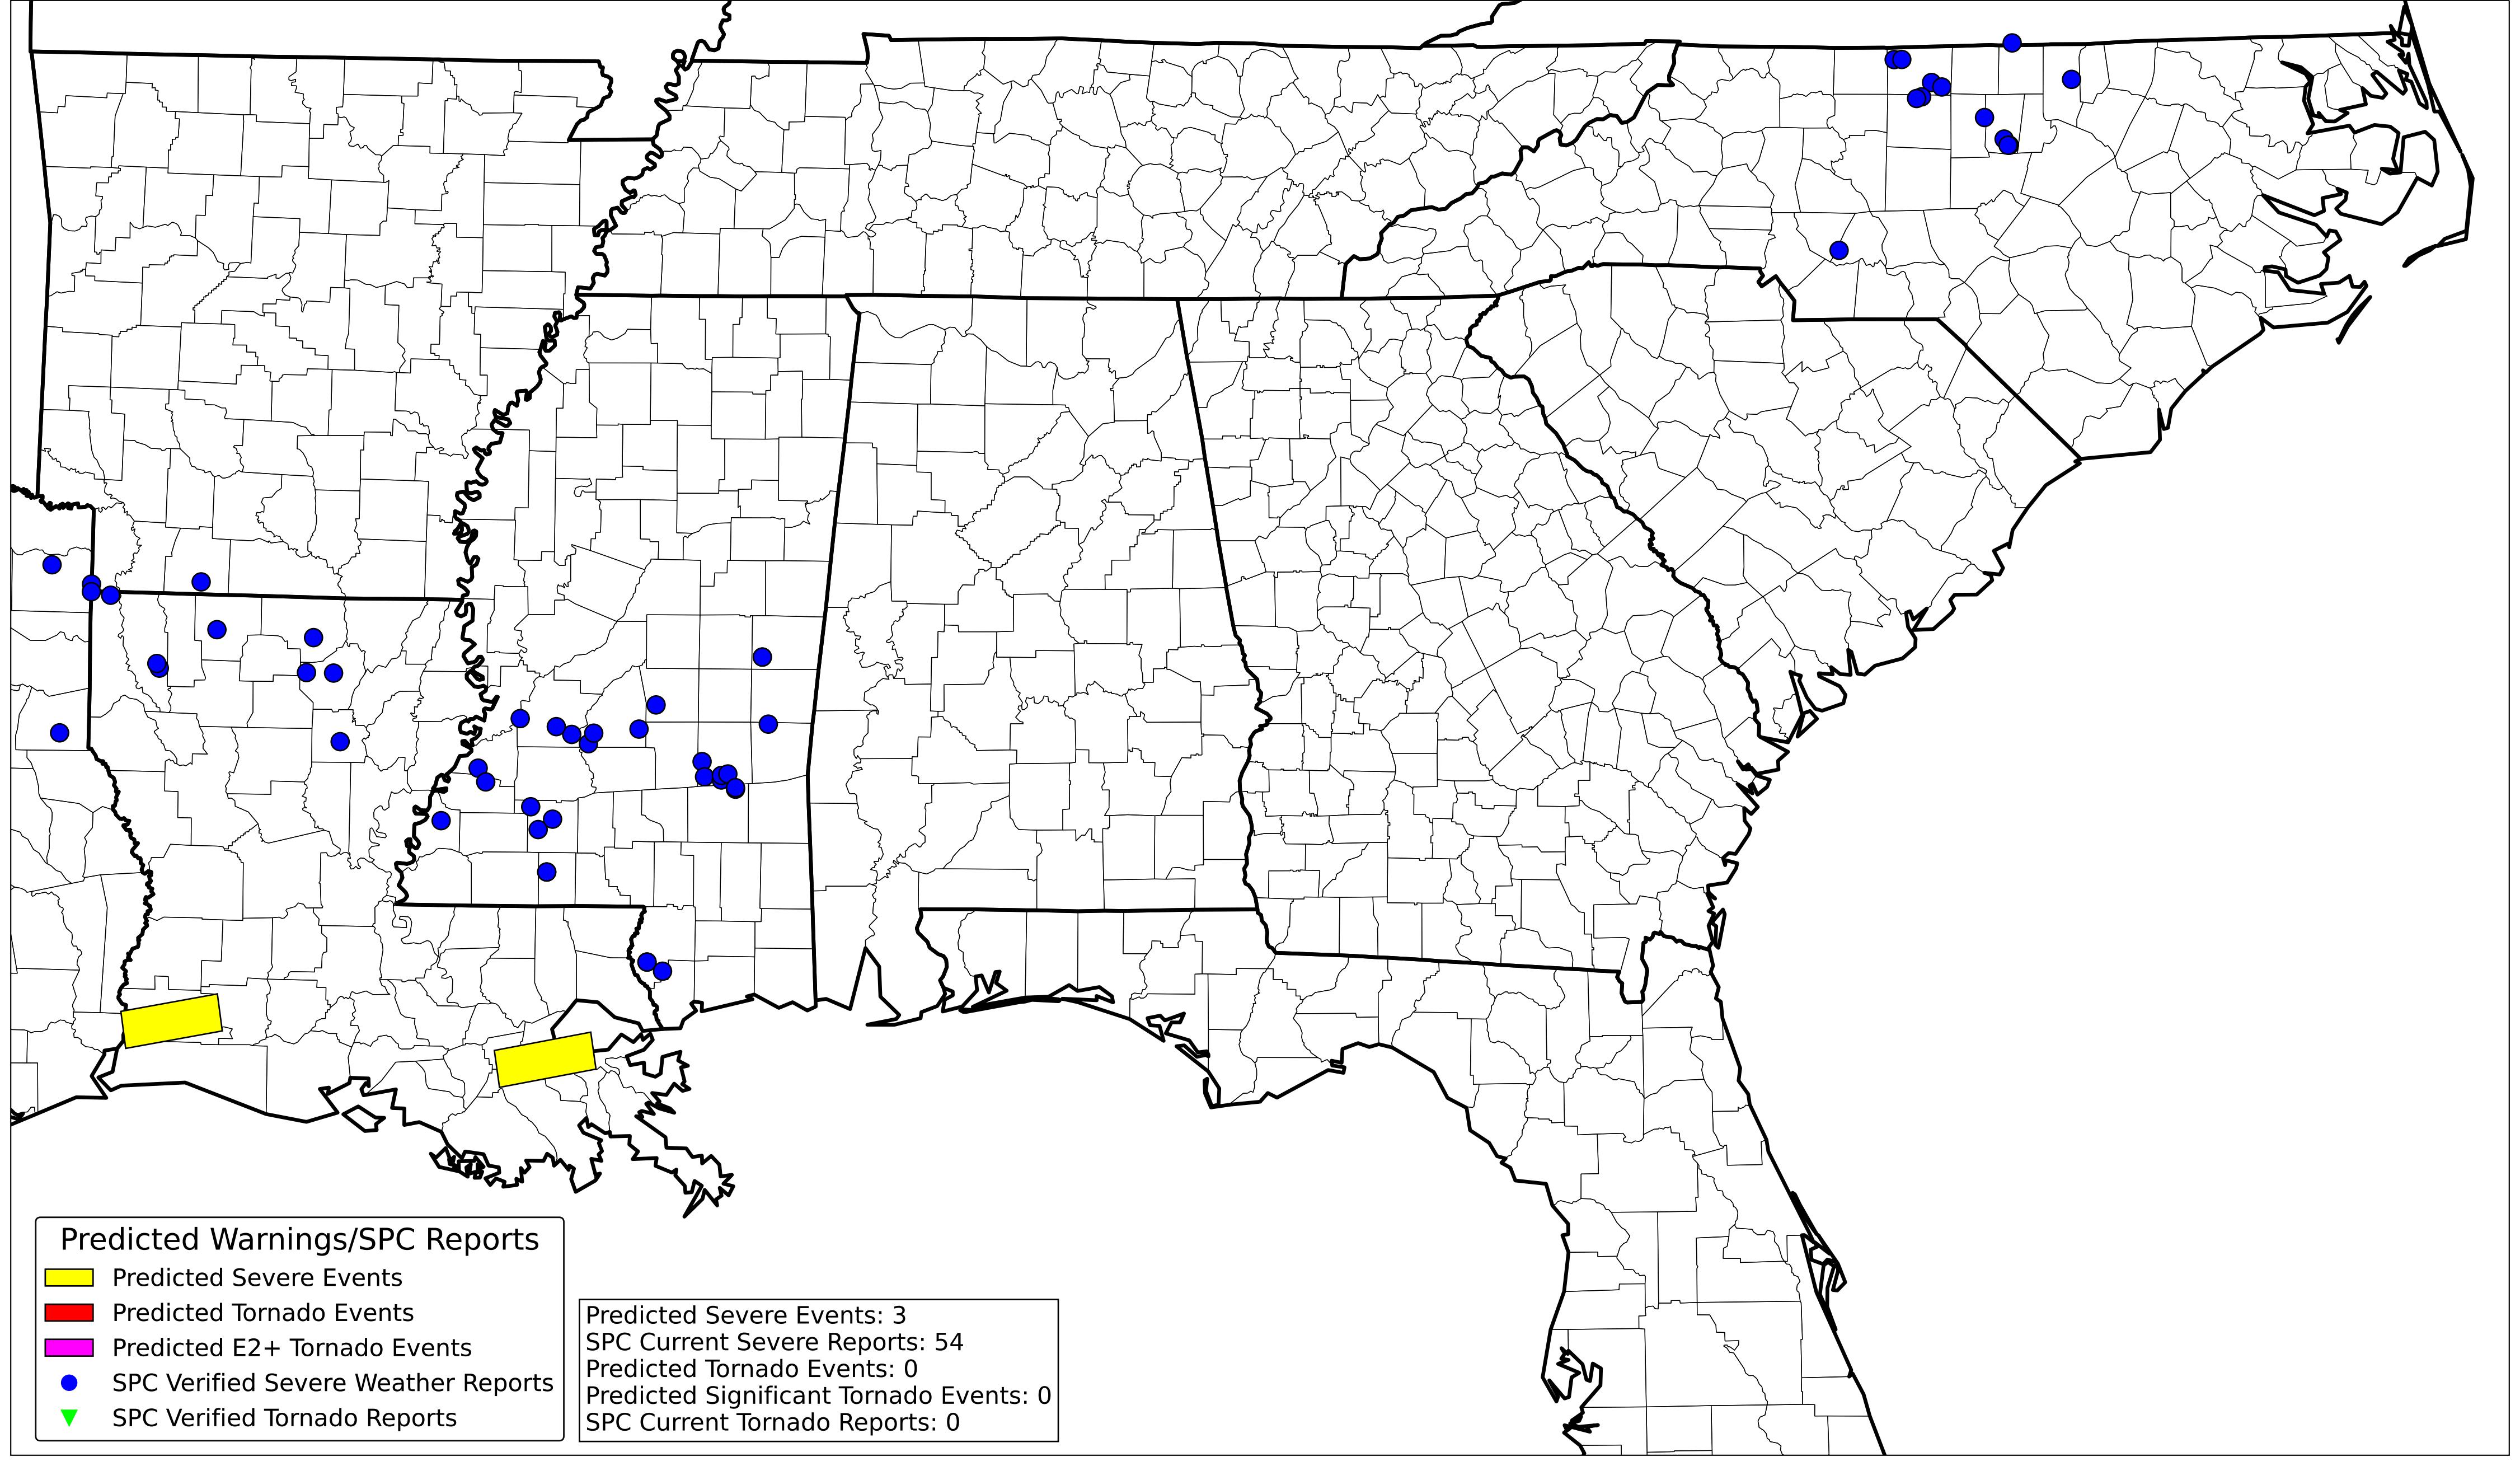 Predicted Warnings/SPC Reports
Predicted Severe Events
Predicted Tornado Events
Predicted E2+ Tornado Events
SPC Verified Severe Weather Reports
SPC Verified Tornado Reports
Predicted Severe Events: 3
SPC Current Severe Reports: 54
Predicted Tornado Events: 0
Predicted Significant Tornado Events: 0
SPC Current Tornado Reports: 0